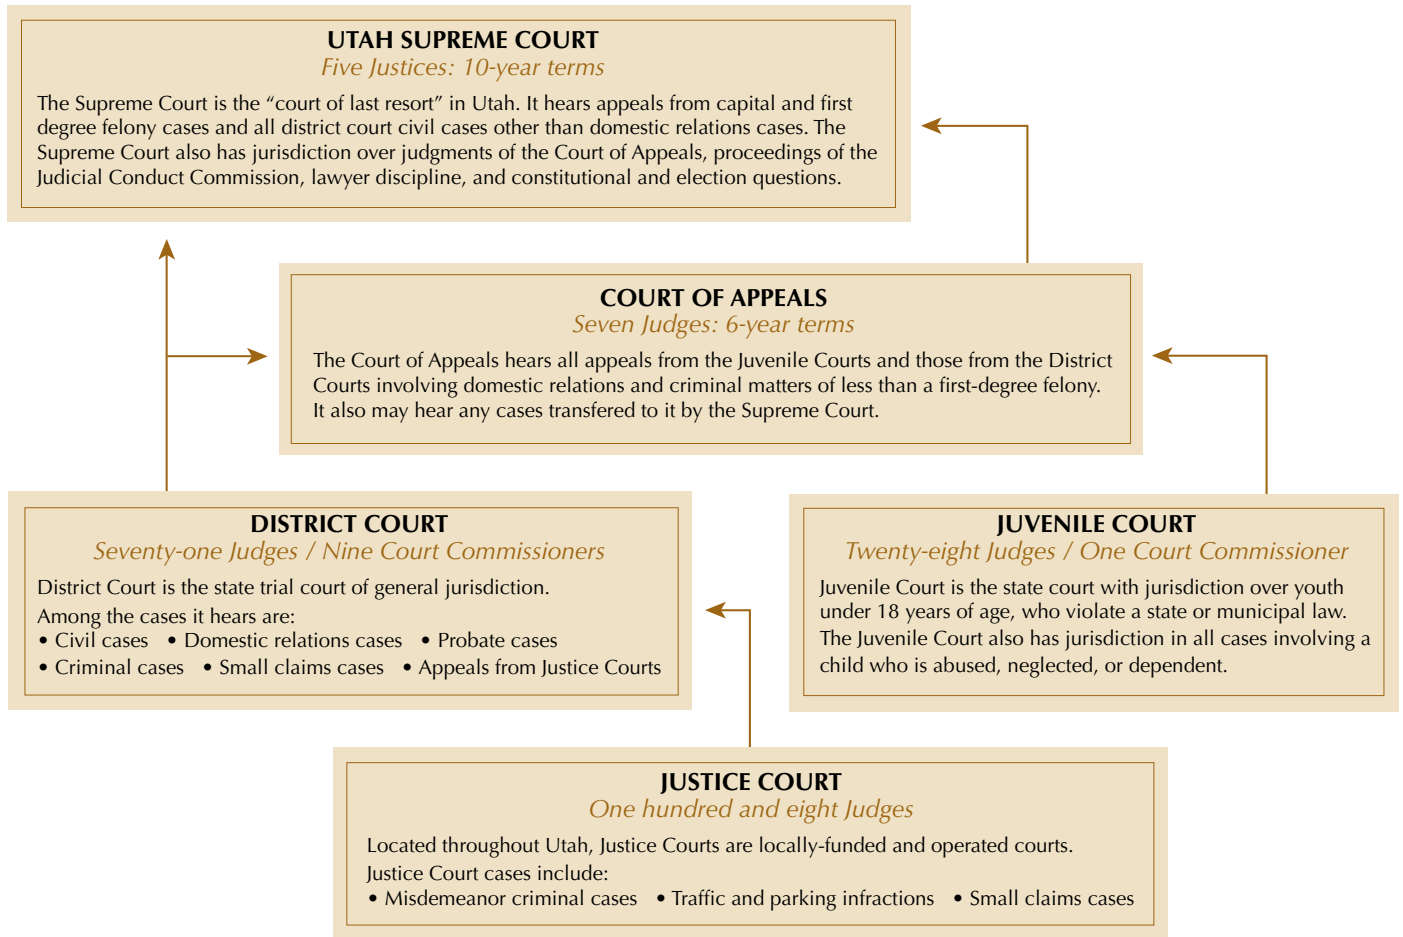 UTAH SUPREME COURT
Five Justices: 10-year terms
The Supreme Court is the “court of last resort” in Utah. It hears appeals from capital and first
degree felony cases and all district court civil cases other than domestic relations cases. The
Supreme Court also has jurisdiction over judgments of the Court of Appeals, proceedings of the
Judicial Conduct Commission, lawyer discipline, and constitutional and election questions.
COURT OF APPEALS
Seven Judges: 6-year terms
The Court of Appeals hears all appeals from the Juvenile Courts and those from the District
Courts involving domestic relations and criminal matters of less than a first-degree felony.
It also may hear any cases transfered to it by the Supreme Court.
DISTRICT COURT
Seventy-one Judges / Nine Court Commissioners
District Court is the state trial court of general jurisdiction.
Among the cases it hears are:
• Civil cases • Domestic relations cases • Probate cases
• Criminal cases • Small claims cases • Appeals from Justice Courts
JUVENILE COURT
Twenty-eight Judges / One Court Commissioner
Juvenile Court is the state court with jurisdiction over youth
under 18 years of age, who violate a state or municipal law.
The Juvenile Court also has jurisdiction in all cases involving a
child who is abused, neglected, or dependent.
JUSTICE COURT
One hundred and eight Judges
Located throughout Utah, Justice Courts are locally-funded and operated courts.
Justice Court cases include:
• Misdemeanor criminal cases • Traffic and parking infractions • Small claims cases